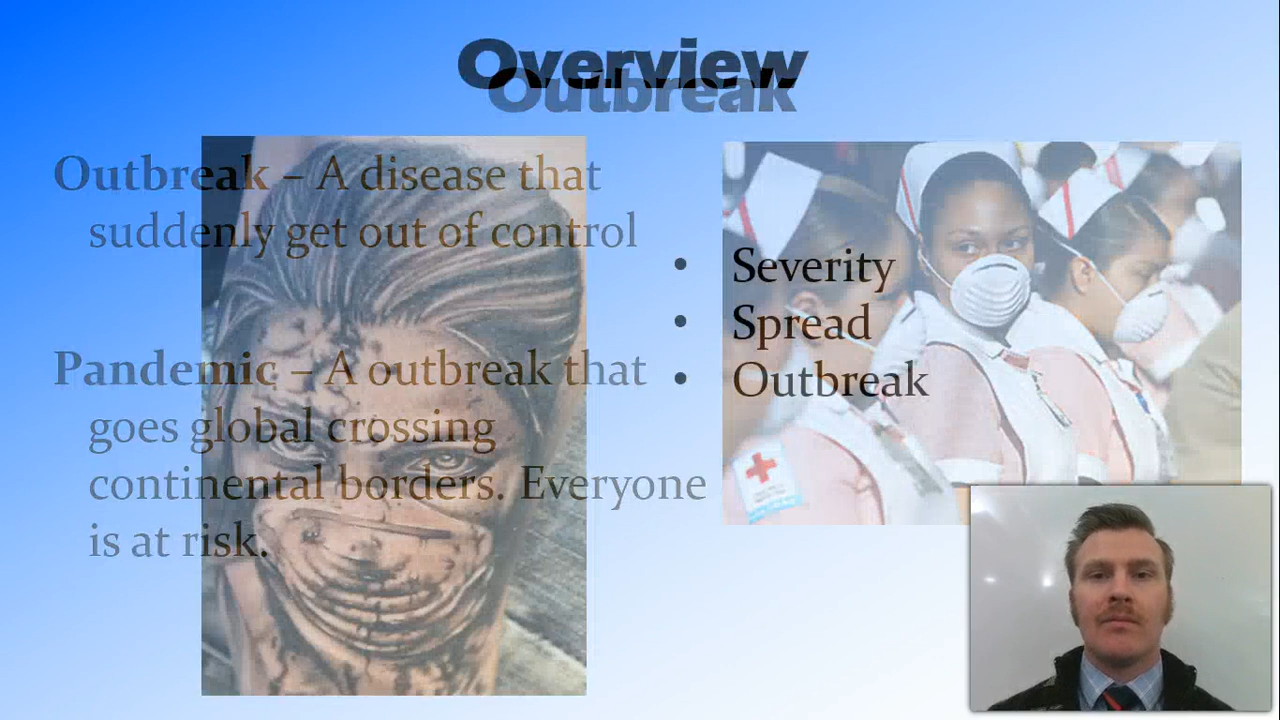 Overview
Outbreak
Outbreak – A disease that
suddenly get out of control
Pandemic – A outbreak that
goes global crossing
continental borders. Everyone
is at risk.
• Severity
• Spread
• Outbreak